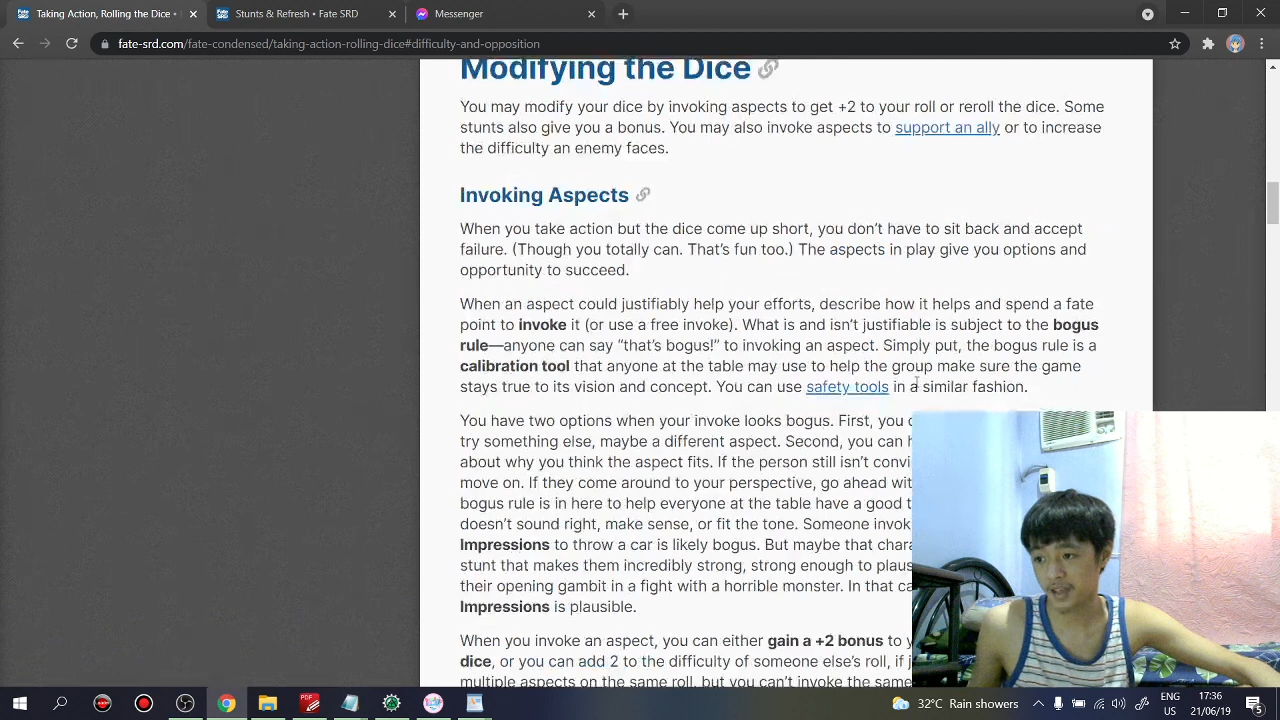 Taking Action, Rolling the Dice •
Stunts & Refresh • Fate SRD
Messenger
fate-srd.com/fate-condensed/taking-action-rolling-dice#difficulty-and-opposition
Modifying the Dice
You may modify your dice by invoking aspects to get +2 to your roll or reroll the dice. Some
stunts also give you a bonus. You may also invoke aspects to support an ally or to increase
the difficulty an enemy faces.
Invoking Aspects
When you take action but the dice come up short, you don’t have to sit back and accept
failure. (Though you totally can. That’s fun too.) The aspects in play give you options and
opportunity to succeed.
When an aspect could justifiably help your efforts, describe how it helps and spend a fate
point to invoke it (or use a free invoke). What is and isn’t justifiable is subject to the bogus
rule—anyone can say “that’s bogus!” to invoking an aspect. Simply put, the bogus rule is a
calibration tool that anyone at the table may use to help the group make sure the game
stays true to its vision and concept. You can use safety tools in a similar fashion.
You have two options when your invoke looks bogus. First, you
try something else, maybe a different aspect. Second, you can
about why you think the aspect fits. If the person still isn’t
move on. If they come around to your perspective, go ahead
bogus rule is in here to help everyone at the table have a good
doesn’t sound right, make sense, or fit the tone. Someone
Impressions to throw a car is likely bogus. But maybe that
stunt that makes them incredibly strong, strong enough to
their opening gambit in a fight with a horrible monster. In that
Impressions is plausible.
When you invoke an aspect, you can either gain a +2 bonus to
dice, or you can add 2 to the difficulty of someone else’s roll, if
multiple aspects on the same roll, but you can’t invoke the same
32°C Rain showers
ENG
US
17:36
21/06/19
5